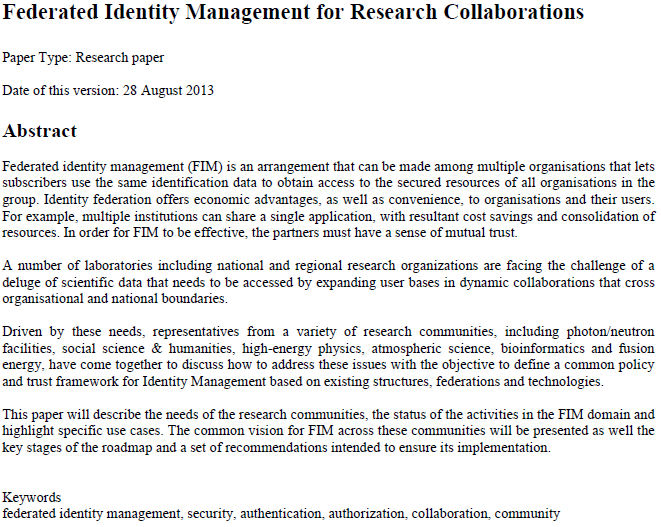 Federated Identity Management for Research Collaborations
Paper Type: Research paper
Date of this version: 28 August 2013
Abstract
Federated identity management (FIM) is an arrangement that can be made among multiple organisations that lets
subscribers use the same identification data to obtain access to the secured resources of all organisations in the
group. Identity federation offers economic advantages, as well as convenience, to organisations and their users.
For example, multiple institutions can share a single application, with resultant cost savings and consolidation of
resources. In order for FIM to be effective, the partners must have a sense of mutual trust.
A number of laboratories including national and regional research organizations are facing the challenge of a
deluge of scientific data that needs to be accessed by expanding user bases in dynamic collaborations that cross
organisational and national boundaries.
Driven by these needs, representatives from a variety of research communities, including photon/neutron
facilities, social science & humanities, high-energy physics, atmospheric science, bioinformatics and fusion
energy, have come together to discuss how to address these issues with the objective to define a common policy
and trust framework for Identity Management based on existing structures, federations and technologies.
This paper will describe the needs of the research communities, the status of the activities in the FIM domain and
highlight specific use cases. The common vision for FIM across these communities will be presented as well the
key stages of the roadmap and a set of recommendations intended to ensure its implementation.
Keywords
federated identity management, security, authentication, authorization, collaboration, community